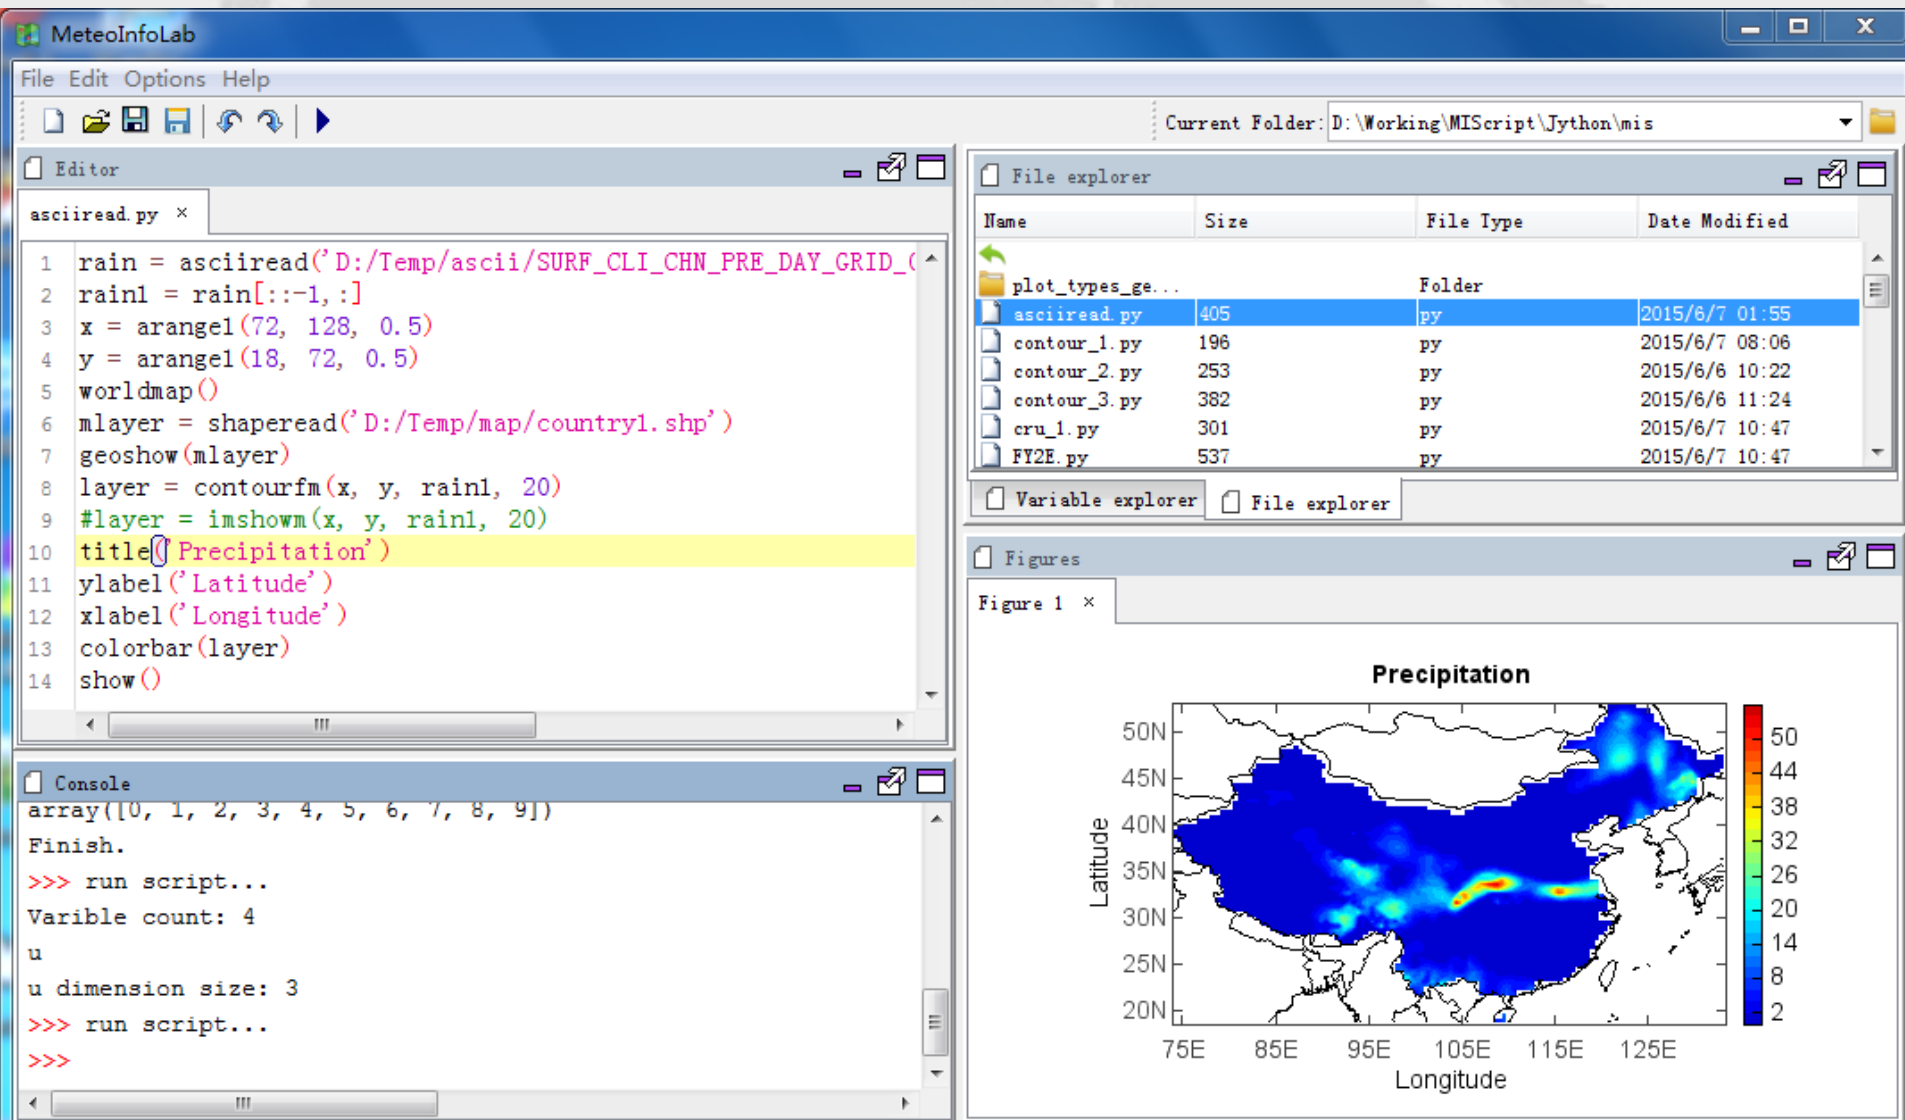 MeteoInfoLab
File Edit Options Help
Current Folder: D:\Working\MIScript\Jython\mis
Editor
asciiread.py ×
1 rain = asciiread('D:/Temp/ascii/SURF_CLI_CHN_PRE_DAY_GRID_
2 rain1 = rain[::-1,:]
3 x = arange1(72, 128, 0.5)
4 y = arange1(18, 72, 0.5)
5 worldmap()
6 mlayer = shaperead('D:/Temp/map/country1.shp')
7 geoshow(mlayer)
8 layer = contourfm(x, y, rain1, 20)
9 #layer = imshowm(x, y, rain1, 20)
10 title('Precipitation')
11 ylabel('Latitude')
12 xlabel('Longitude')
13 colorbar(layer)
14 show()
Console
array([0, 1, 2, 3, 4, 5, 6, 7, 8, 9])
Finish.
>>> run script...
Varible count: 4
u
u dimension size: 3
>>> run script...
>>>
File explorer
Name Size File Type Date Modified
plot_types_ge... Folder
asciiread.py 405 py 2015/6/7 01:55
contour_1.py 196 py 2015/6/7 08:06
contour_2.py 253 py 2015/6/6 10:22
contour_3.py 382 py 2015/6/6 11:24
cru_1.py 301 py 2015/6/7 10:47
FY2E.py 537 py 2015/6/7 10:47
Variable explorer File explorer
Figures
Figure 1 ×
Precipitation
50N
45N
40N
35N
30N
25N
20N
Latitude
75E 85E 95E 105E 115E 125E
Longitude
50
44
38
32
26
20
14
8
2